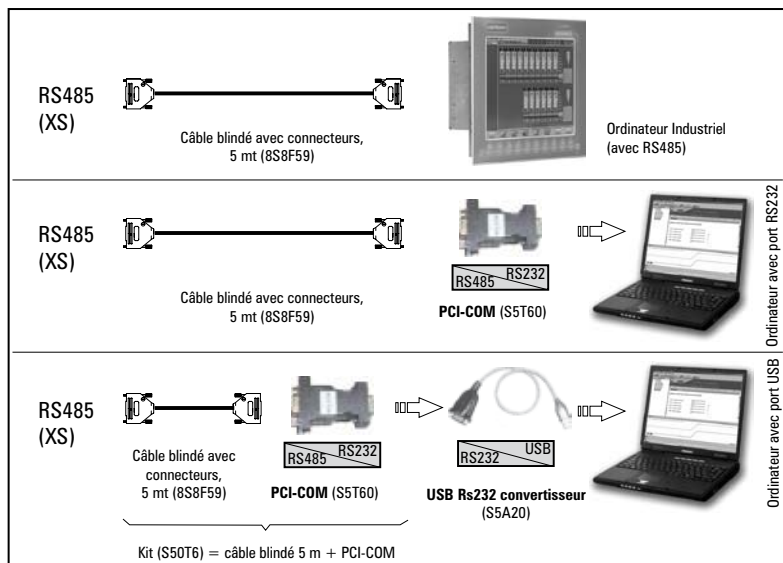 RS485
(XS)
Câble blindé avec connecteurs,
5 mt (8S8F59)
Ordinateur Industriel
(avec RS485)
RS485
(XS)
Câble blindé avec connecteurs,
5 mt (8S8F59)
RS485 RS232
PCI-COM (S5T60)
Ordinateur avec port RS232
RS485
(XS)
Câble blindé avec
connecteurs,
5 mt (8S8F59)
RS485 RS232
PCI-COM (S5T60)
RS232 USB
USB Rs232 convertisseur
(S5A20)
Ordinateur avec port USB
Kit (S50T6) = câble blindé 5 m + PCI-COM